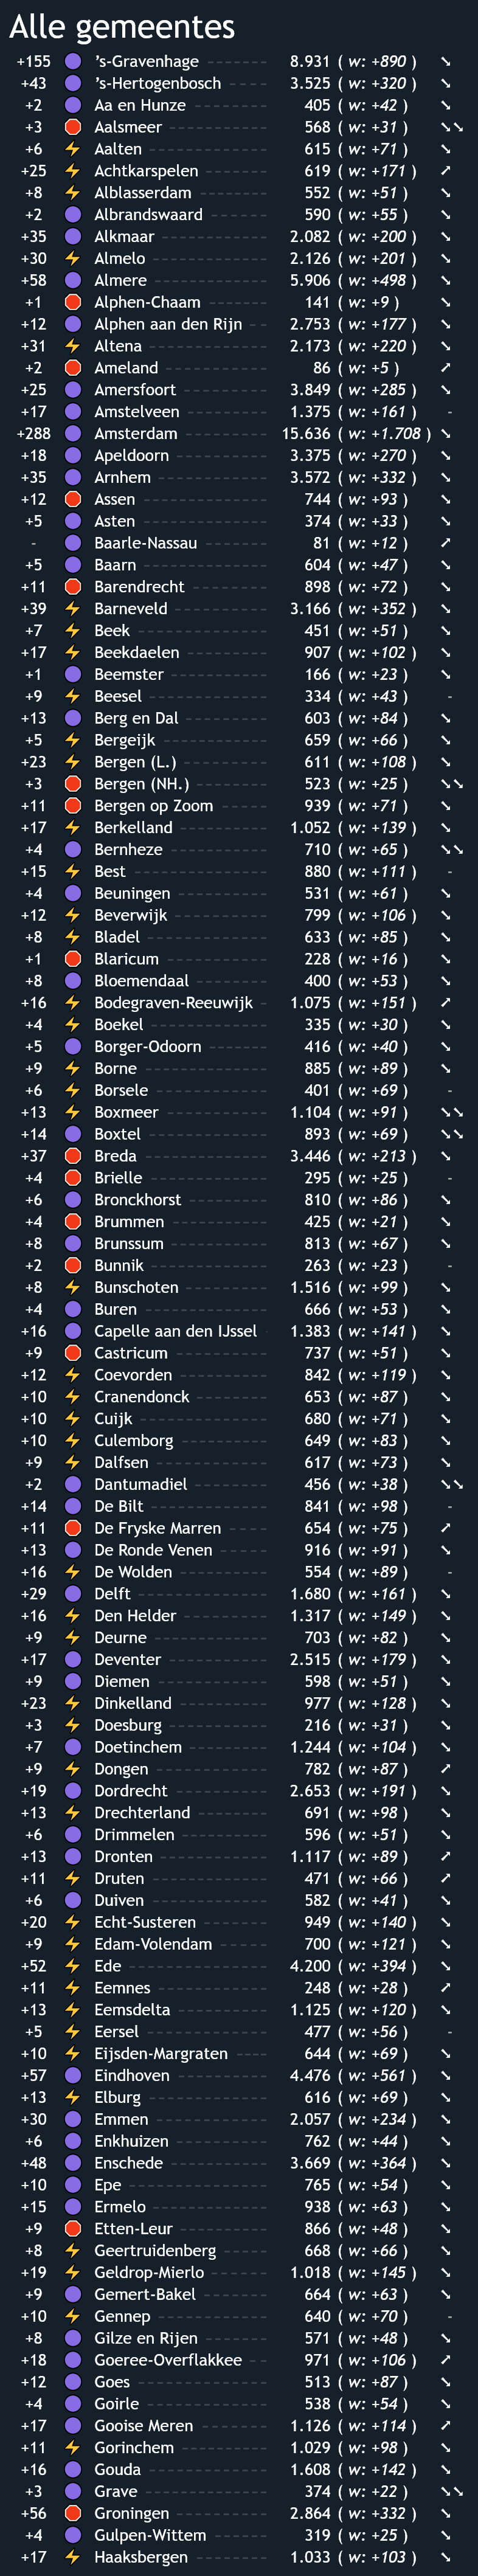 Alle gemeentes
+155 's-Gravenhage 8.931 ( w: +890 )
+43 's-Hertogenbosch 3.525 ( w: +320 )
+2 Aa en Hunze 405 ( w: +42 )
+3 Aalsmeer 568 ( w: +31 )
+6 Aalten 615 ( w: +71 )
+25 Achtkarspelen 619 ( w: +171 )
+8 Alblasserdam 552 ( w: +51 )
+2 Albrandswaard 590 ( w: +55 )
+35 Alkmaar 2.082 ( w: +200 )
+30 Almelo 2.126 ( w: +201 )
+58 Almere 5.906 ( w: +498 )
+1 Alphen-Chaam 141 ( w: +9 )
+12 Alphen aan den Rijn 2.753 ( w: +177 )
+31 Altena 2.173 ( w: +220 )
+2 Ameland 86 ( w: +5 )
+25 Amersfoort 3.849 ( w: +285 )
+17 Amstelveen 1.375 ( w: +161 ) -
+288 Amsterdam 15.636 ( w: +1.708 )
+18 Apeldoorn 3.375 ( w: +270 )
+35 Arnhem 3.572 ( w: +332 )
+12 Assen 744 ( w: +93 )
+5 Asten 374 ( w: +33 )
- Baarle-Nassau 81 ( w: +12 )
+5 Baarn 604 ( w: +47 )
+11 Barendrecht 898 ( w: +72 )
+39 Barneveld 3.166 ( w: +352 )
+7 Beek 451 ( w: +51 )
+17 Beekdaelen 907 ( w: +102 )
+1 Beemster 166 ( w: +23 )
+9 Beesel 334 ( w: +43 ) -
+13 Berg en Dal 603 ( w: +84 )
+5 Bergeijk 659 ( w: +66 )
+23 Bergen (L.) 611 ( w: +108 )
+3 Bergen (NH.) 523 ( w: +25 )
+11 Bergen op Zoom 939 ( w: +71 )
+17 Berkelland 1.052 ( w: +139 )
+4 Bernheze 710 ( w: +65 )
+15 Best 880 ( w: +111 ) -
+4 Beuningen 531 ( w: +61 )
+12 Beverwijk 799 ( w: +106 )
+8 Bladel 633 ( w: +85 )
+1 Blaricum 228 ( w: +16 )
+8 Bloemendaal 400 ( w: +53 )
+16 Bodegraven-Reeuwijk 1.075 ( w: +151 )
+4 Boekel 335 ( w: +30 )
+5 Borger-Odoorn 416 ( w: +40 )
+9 Borne 885 ( w: +89 )
+6 Borsele 401 ( w: +69 ) -
+13 Boxmeer 1.104 ( w: +91 )
+14 Boxtel 893 ( w: +69 )
+37 Breda 3.446 ( w: +213 )
+4 Brielle 295 ( w: +25 ) -
+6 Bronckhorst 810 ( w: +86 )
+4 Brummen 425 ( w: +21 )
+8 Brunssum 813 ( w: +67 )
+2 Bunnik 263 ( w: +23 ) -
+8 Bunschoten 1.516 ( w: +99 )
+4 Buren 666 ( w: +53 )
+16 Capelle aan den IJssel 1.383 ( w: +141 )
+9 Castricum 737 ( w: +51 )
+12 Coevorden 842 ( w: +119 )
+10 Cranendonck 653 ( w: +87 )
+10 Cuijk 680 ( w: +71 )
+10 Culemborg 649 ( w: +83 )
+9 Dalfsen 617 ( w: +73 )
+2 Dantumadiel 456 ( w: +38 )
+14 De Bilt 841 ( w: +98 ) -
+11 De Fryske Marren 654 ( w: +75 )
+13 De Ronde Venen 916 ( w: +91 )
+16 De Wolden 554 ( w: +89 ) -
+29 Delft 1.680 ( w: +161 )
+16 Den Helder 1.317 ( w: +149 )
+9 Deurne 703 ( w: +82 )
+17 Deventer 2.515 ( w: +179 )
+9 Diemen 598 ( w: +51 )
+23 Dinkelland 977 ( w: +128 )
+3 Doesburg 216 ( w: +31 )
+7 Doetinchem 1.244 ( w: +104 )
+9 Dongen 782 ( w: +87 )
+19 Dordrecht 2.653 ( w: +191 )
+13 Drechterland 691 ( w: +98 )
+6 Drimmelen 596 ( w: +51 )
+13 Dronten 1.117 ( w: +89 )
+11 Druten 471 ( w: +66 )
+6 Duiven 582 ( w: +41 )
+20 Echt-Susteren 949 ( w: +140 )
+9 Edam-Volendam 700 ( w: +121 )
+52 Ede 4.200 ( w: +394 )
+11 Eemnes 248 ( w: +28 )
+13 Eemsdelta 1.125 ( w: +120 )
+5 Eersel 477 ( w: +56 ) -
+10 Eijsden-Margraten 644 ( w: +69 )
+57 Eindhoven 4.476 ( w: +561 )
+13 Elburg 616 ( w: +69 )
+30 Emmen 2.057 ( w: +234 )
+6 Enkhuizen 762 ( w: +44 )
+48 Enschede 3.669 ( w: +364 )
+10 Epe 765 ( w: +54 )
+15 Ermelo 938 ( w: +63 )
+9 Etten-Leur 866 ( w: +48 )
+8 Geertruidenberg 668 ( w: +66 )
+19 Geldrop-Mierlo 1.018 ( w: +145 )
+9 Gemert-Bakel 664 ( w: +63 )
+10 Gennep 640 ( w: +70 ) -
+8 Gilze en Rijen 571 ( w: +48 )
+18 Goeree-Overflakkee 971 ( w: +106 )
+12 Goes 513 ( w: +87 )
+4 Goirle 538 ( w: +54 )
+17 Gooise Meren 1.126 ( w: +114 )
+11 Gorinchem 1.029 ( w: +98 )
+16 Gouda 1.608 ( w: +142 )
+3 Grave 374 ( w: +22 )
+56 Groningen 2.864 ( w: +332 )
+4 Gulpen-Wittem 319 ( w: +25 )
+17 Haaksbergen 1.033 ( w: +103 )